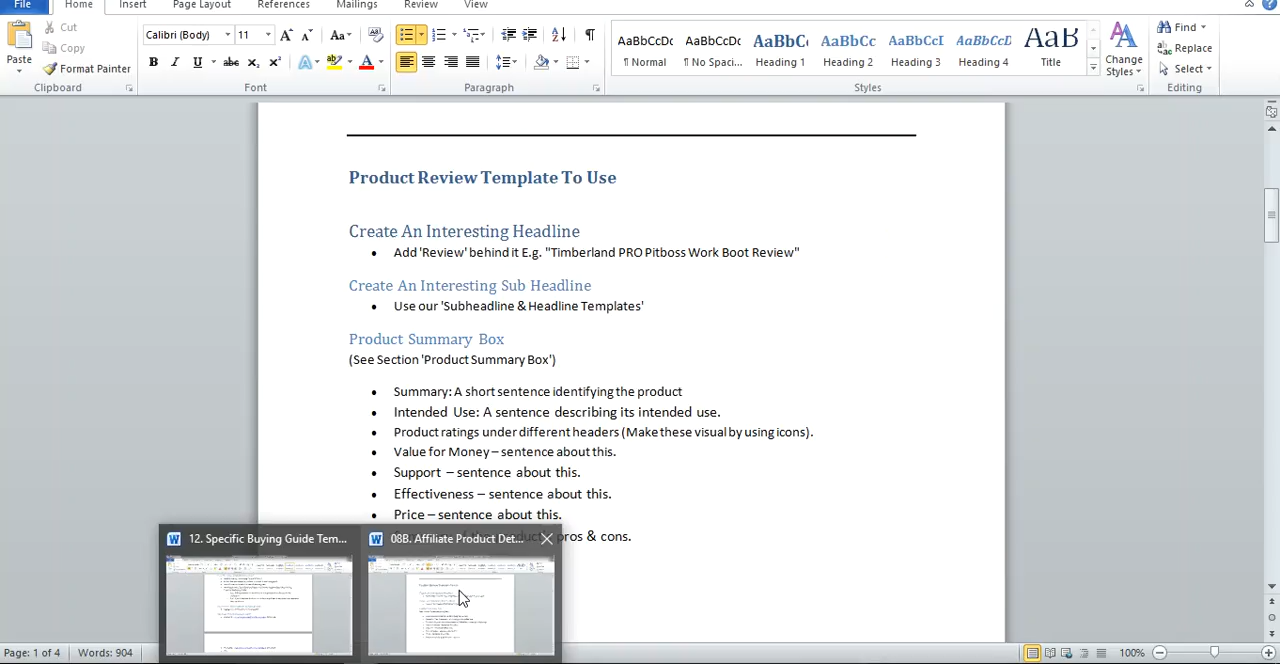 File Home Insert Page Layout References Mailings Review View
Cut
Copy
Paste
Format Painter
Clipboard
Calibri (Body) 11
Aa
B I U abc x₂ x² A A
Font
Paragraph
AaBbCcDc AaBbCcDc AaBbC AaBbCc AaBbCcI AaBbCcD AaB
¶ Normal ¶ No Spaci... Heading 1 Heading 2 Heading 3 Heading 4 Title
Change Styles
Styles
Find
Replace
Select
Editing
Product Review Template To Use
Create An Interesting Headline
• Add 'Review' behind it E.g. "Timberland PRO Pitboss Work Boot Review"
Create An Interesting Sub Headline
• Use our 'Subheadline & Headline Templates'
Product Summary Box
(See Section 'Product Summary Box')
• Summary: A short sentence identifying the product
• Intended Use: A sentence describing its intended use.
• Product ratings under different headers (Make these visual by using icons).
• Value for Money – sentence about this.
• Support – sentence about this.
• Effectiveness – sentence about this.
• Price – sentence about this.
pros & cons.
12. Specific Buying Guide Tem... 08B. Affiliate Product Det...
Page: 1 of 4 Words: 904 100%